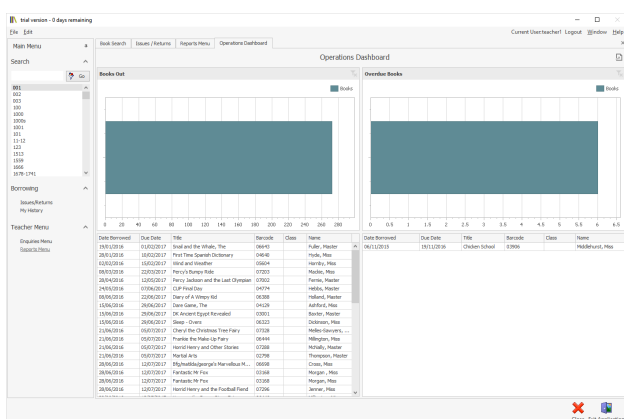 trial version - 0 days remaining
File Edit
Current User:teacher! Logout Window Help
Main Menu
Book Search Issues / Returns Reports Menu Operations Dashboard
Operations Dashboard
Search
Go
001
002
003
100
1000
1000s
1001
101
11-12
123
1513
1559
1666
1678-1741
Borrowing
Issues/Returns
My History
Teacher Menu
Enquiries Menu
Reports Menu
Books Out
Books
0 20 40 60 80 100 120 140 160 180 200 220 240 260 280
Overdue Books
Books
0 0.5 1 1.5 2 2.5 3 3.5 4 4.5 5 5.5 6 6.5
Date Borrowed Due Date Title Barcode Class Name
19/01/2016 01/02/2017 Snail and the Whale, The 06643 Fuller, Master
28/01/2016 10/02/2017 First Time Spanish Dictionary 04640 Hyde, Miss
02/02/2016 15/02/2017 Wind and Weather 05604 Hornby, Miss
08/03/2016 22/03/2017 Percy's Bumpy Ride 07203 Mackie, Miss
28/04/2016 12/05/2017 Percy Jackson and the Last Olympian 07002 Fernie, Master
24/05/2016 07/06/2017 CUP Final Day 04774 Hebbs, Master
08/06/2016 22/06/2017 Diary of A Wimpy Kid 06388 Holland, Master
15/06/2016 29/06/2017 Dare Game, The 04129 Ashford, Miss
15/06/2016 29/06/2017 DK Ancient Egypt Revealed 03001 Baxter, Master
15/06/2016 29/06/2017 Sleep - Overs 06323 Dickinson, Miss
21/06/2016 05/07/2017 Cheryl the Christmas Tree Fairy 07328 Melles-Sawyers, ...
21/06/2016 05/07/2017 Frankie the Make-Up Fairy 06444 Millington, Miss
21/06/2016 05/07/2017 Horrid Henry and Other Stories 07288 McNally, Master
21/06/2016 05/07/2017 Martial Arts 02798 Thompson, Master
28/06/2016 12/07/2017 Bfg/matilda/george's Marvellous M... 06698 Cross, Miss
28/06/2016 12/07/2017 Fantastic Mr Fox 03168 Morgan , Miss
28/06/2016 12/07/2017 Fantastic Mr Fox 03168 Morgan, Miss
28/06/2016 12/07/2017 Horrid Henry and the Football Fiend 07286 Jenner, Miss
Date Borrowed Due Date Title Barcode Class Name
06/11/2015 19/11/2016 Chicken School 03906 Middlehurst, Miss